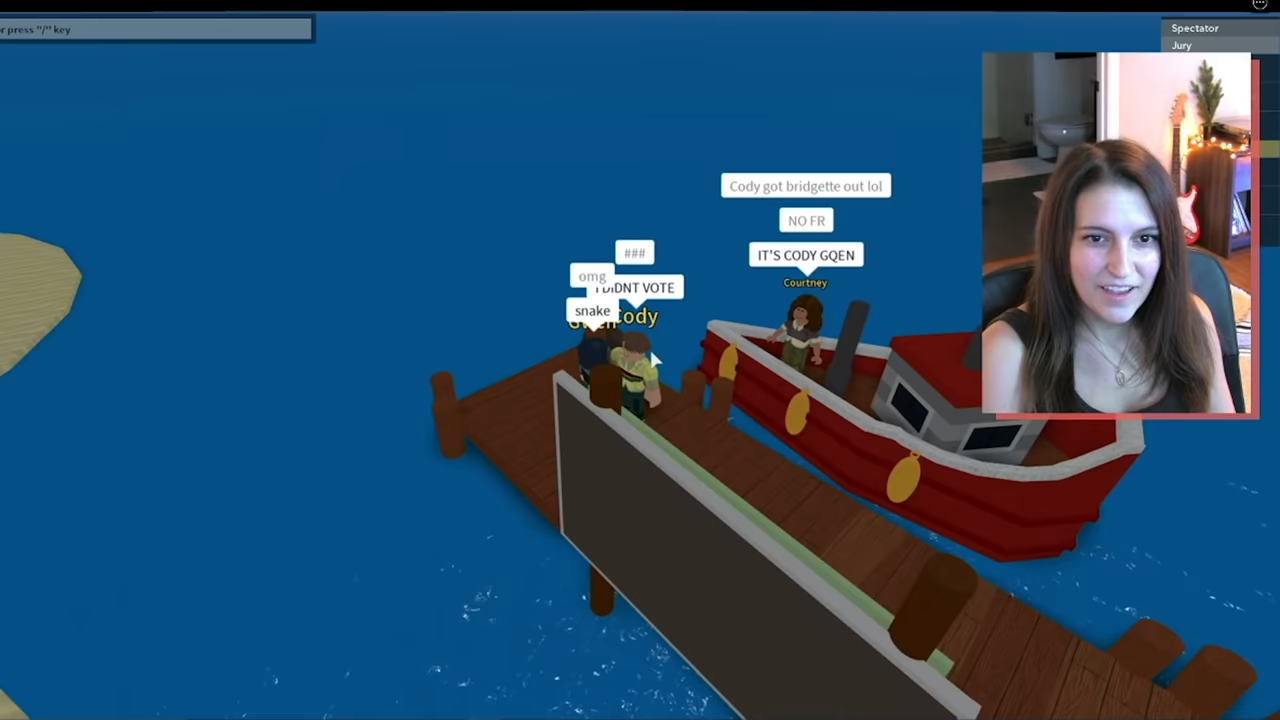 r press "/" key
Spectator
Jury
Cody got bridgette out lol
NO FR
IT'S CODY GQEN
Courtney
###
omg
DIDNT VOTE
snake
Cody